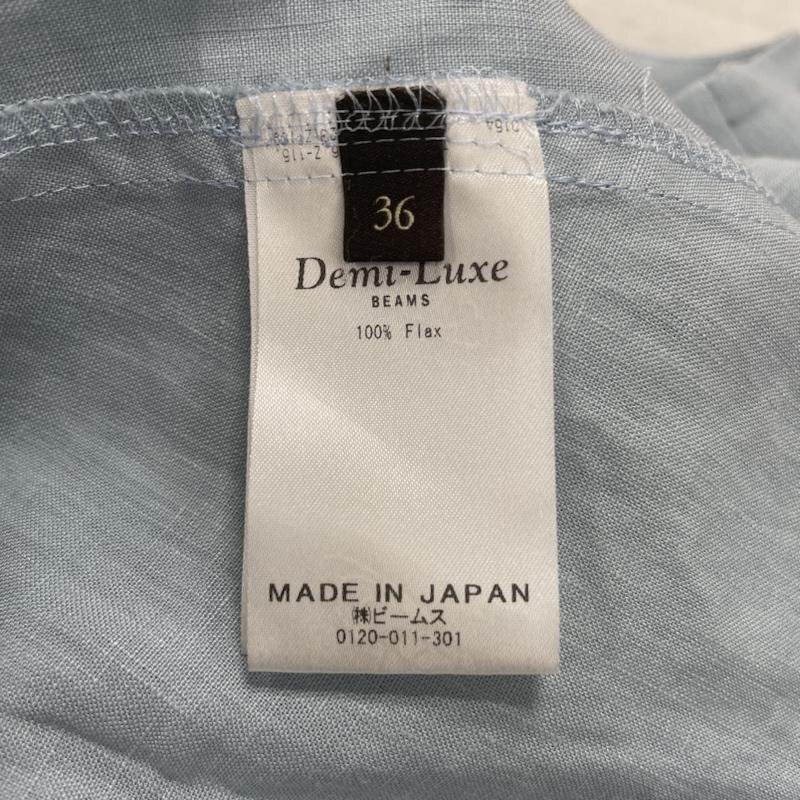 36
Demi-Luxe
BEAMS
100% Flax
MADE IN JAPAN
㈱ビームス
0120-011-301